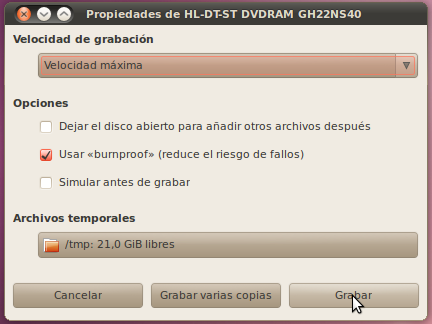 Propiedades de HL-DT-ST DVDRAM GH22NS40
Velocidad de grabación
Velocidad máxima
Opciones
Dejar el disco abierto para añadir otros archivos después
Usar «burnproof» (reduce el riesgo de fallos)
Simular antes de grabar
Archivos temporales
/tmp: 21,0 GiB libres
Cancelar Grabar varias copias Grabar